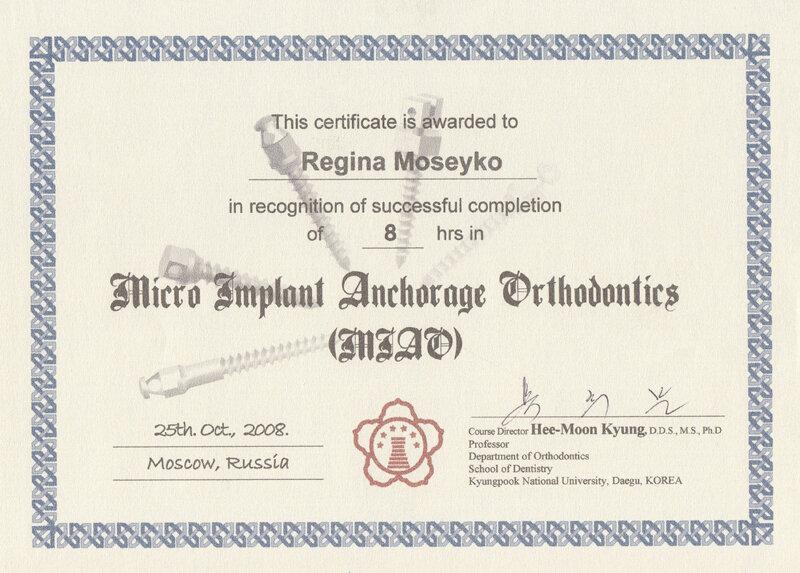 This certificate is awarded to
Regina Moseyko
in recognition of successful completion
of 8 hrs in
Micro Implant Anchorage Orthodontics
(MIAO)
25th. Oct., 2008.
Moscow, Russia
Course Director Hee-Moon Kyung, D.D.S., M.S., Ph.D
Professor
Department of Orthodontics
School of Dentistry
Kyungpook National University, Daegu, KOREA